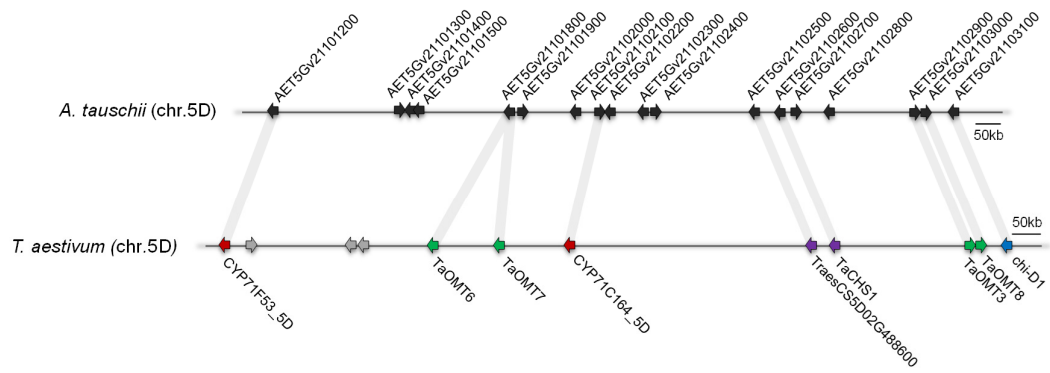 AET5Gv21101200
AET5Gv21101300
AET5Gv21101400
AET5Gv21101500
AET5Gv21101800
AET5Gv21101900
AET5Gv21102000
AET5Gv21102100
AET5Gv21102200
AET5Gv21102300
AET5Gv21102400
AET5Gv21102500
AET5Gv21102600
AET5Gv21102700
AET5Gv21102800
AET5Gv21102900
AET5Gv21103000
AET5Gv21103100
A. tauschii (chr.5D)
50kb
50kb
T. aestivum (chr.5D)
CYP71F53_5D
TaOMT6
TaOMT7
CYP71C164_5D
TraesCS5D02G488600
TaCHS1
TaOMT3
TaOMT8
chi-D1